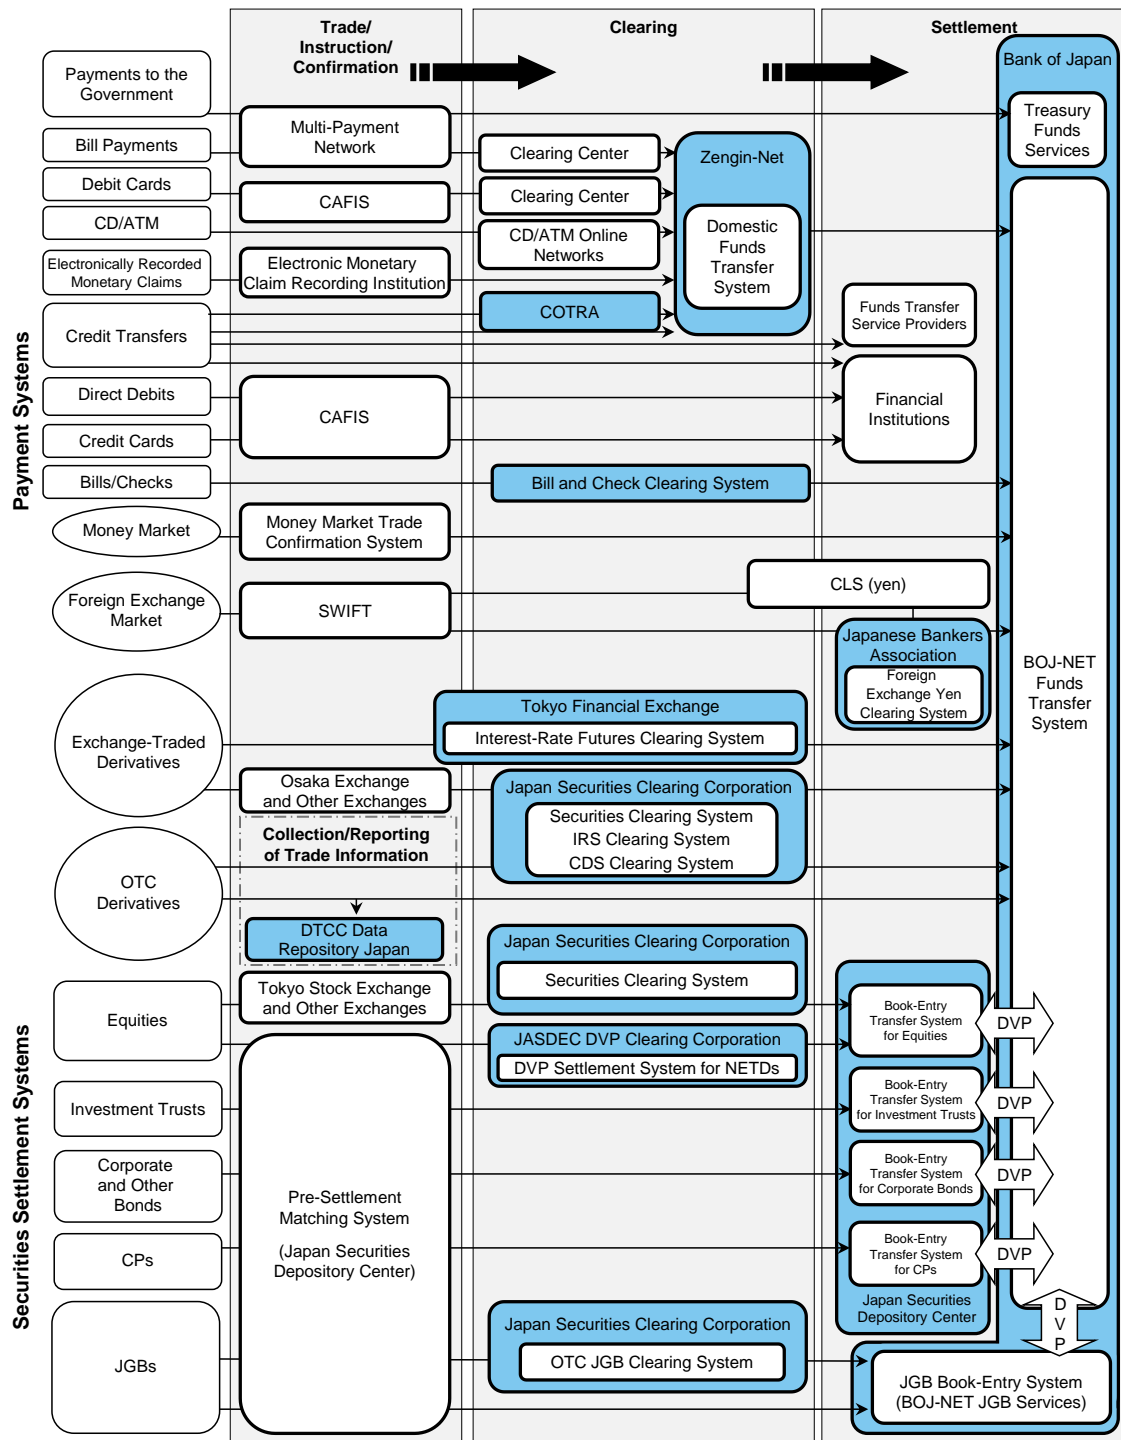 Trade/
Instruction/
Confirmation
Clearing
Settlement
Payment Systems
Payments to the
Government
Bank of Japan
Treasury
Funds
Services
Bill Payments
Multi-Payment
Network
Clearing Center
Zengin-Net
Debit Cards
CAFIS
Clearing Center
CD/ATM
CD/ATM Online
Networks
Domestic
Funds
Transfer
System
Electronically Recorded
Monetary Claims
Electronic Monetary
Claim Recording Institution
COTRA
Credit Transfers
Funds Transfer
Service Providers
Direct Debits
CAFIS
Financial
Institutions
Credit Cards
Bills/Checks
Bill and Check Clearing System
Money Market
Money Market Trade
Confirmation System
Foreign Exchange
Market
SWIFT
CLS (yen)
Japanese Bankers
Association
Foreign
Exchange Yen
Clearing System
BOJ-NET
Funds
Transfer
System
Exchange-Traded
Derivatives
Tokyo Financial Exchange
Interest-Rate Futures Clearing System
Osaka Exchange
and Other Exchanges
Japan Securities Clearing Corporation
Securities Clearing System
IRS Clearing System
CDS Clearing System
Collection/Reporting
of Trade Information
OTC
Derivatives
DTCC Data
Repository Japan
Securities Settlement Systems
Equities
Tokyo Stock Exchange
and Other Exchanges
Japan Securities Clearing Corporation
Securities Clearing System
Book-Entry
Transfer System
for Equities
DVP
JASDEC DVP Clearing Corporation
DVP Settlement System for NETDs
Investment Trusts
Book-Entry
Transfer System
for Investment Trusts
DVP
Corporate
and Other
Bonds
Pre-Settlement
Matching System
(Japan Securities
Depository Center)
Book-Entry
Transfer System
for Corporate Bonds
DVP
CPs
Book-Entry
Transfer System
for CPs
DVP
Japan Securities
Depository Center
D
V
P
JGBs
Japan Securities Clearing Corporation
OTC JGB Clearing System
JGB Book-Entry System
(BOJ-NET JGB Services)